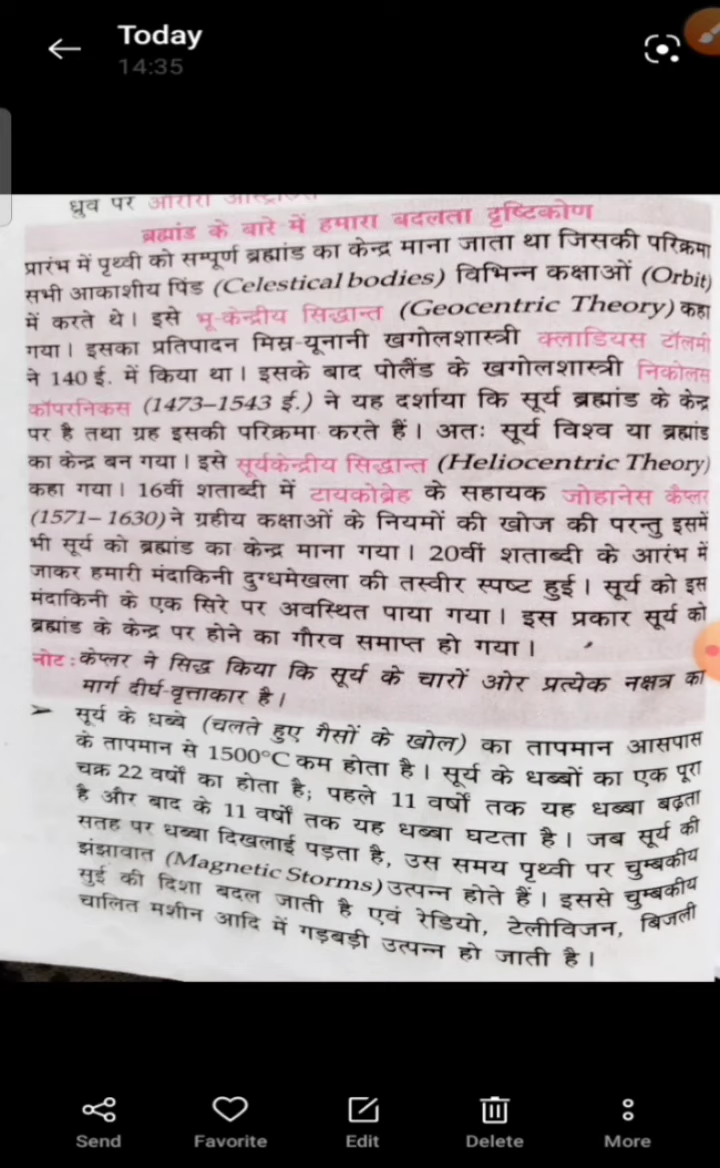 Today
14:35
ध्रुव पर
ब्रह्मांड के बारे में हमारा बदलता दृष्टिकोण
प्रारंभ में पृथ्वी को सम्पूर्ण ब्रह्मांड का केन्द्र माना जाता था जिसकी परिक्रमा
सभी आकाशीय पिंड (Celestical bodies) विभिन्न कक्षाओं (Orbit)
में करते थे। इसे भू-केन्द्रीय सिद्धान्त (Geocentric Theory) कहा
गया। इसका प्रतिपादन मिस्र-यूनानी खगोलशास्त्री क्लाडियस टॉलमी
ने 140 ई. में किया था। इसके बाद पोलैंड के खगोलशास्त्री निकोलस
कॉपरनिकस (1473–1543 ई.) ने यह दर्शाया कि सूर्य ब्रह्मांड के केन्द्र
पर है तथा ग्रह इसकी परिक्रमा करते हैं। अतः सूर्य विश्व या ब्रह्मांड
का केन्द्र बन गया। इसे सूर्यकेन्द्रीय सिद्धान्त (Heliocentric Theory)
कहा गया। 16वीं शताब्दी में टायकोब्रेह के सहायक जोहानेस कैप्लर
(1571– 1630) ने ग्रहीय कक्षाओं के नियमों की खोज की परन्तु इसमें
भी सूर्य को ब्रह्मांड का केन्द्र माना गया। 20वीं शताब्दी के आरंभ में
जाकर हमारी मंदाकिनी दुग्धमेखला की तस्वीर स्पष्ट हुई। सूर्य को इस
मंदाकिनी के एक सिरे पर अवस्थित पाया गया। इस प्रकार सूर्य को
ब्रह्मांड के केन्द्र पर होने का गौरव समाप्त हो गया।
नोट : केप्लर ने सिद्ध किया कि सूर्य के चारों ओर प्रत्येक नक्षत्र का
मार्ग दीर्घ-वृत्ताकार है।
➤ सूर्य के धब्बे (चलते हुए गैसों के खोल) का तापमान आसपास
के तापमान से 1500°C कम होता है। सूर्य के धब्बों का एक पूरा
चक्र 22 वर्षों का होता है; पहले 11 वर्षों तक यह धब्बा बढ़ता
है और बाद के 11 वर्षों तक यह धब्बा घटता है। जब सूर्य की
सतह पर धब्बा दिखलाई पड़ता है, उस समय पृथ्वी पर चुम्बकीय
झंझावात (Magnetic Storms) उत्पन्न होते हैं। इससे चुम्बकीय
सुई की दिशा बदल जाती है एवं रेडियो, टेलीविजन, बिजली
चालित मशीन आदि में गड़बड़ी उत्पन्न हो जाती है।
Send Favorite Edit Delete More